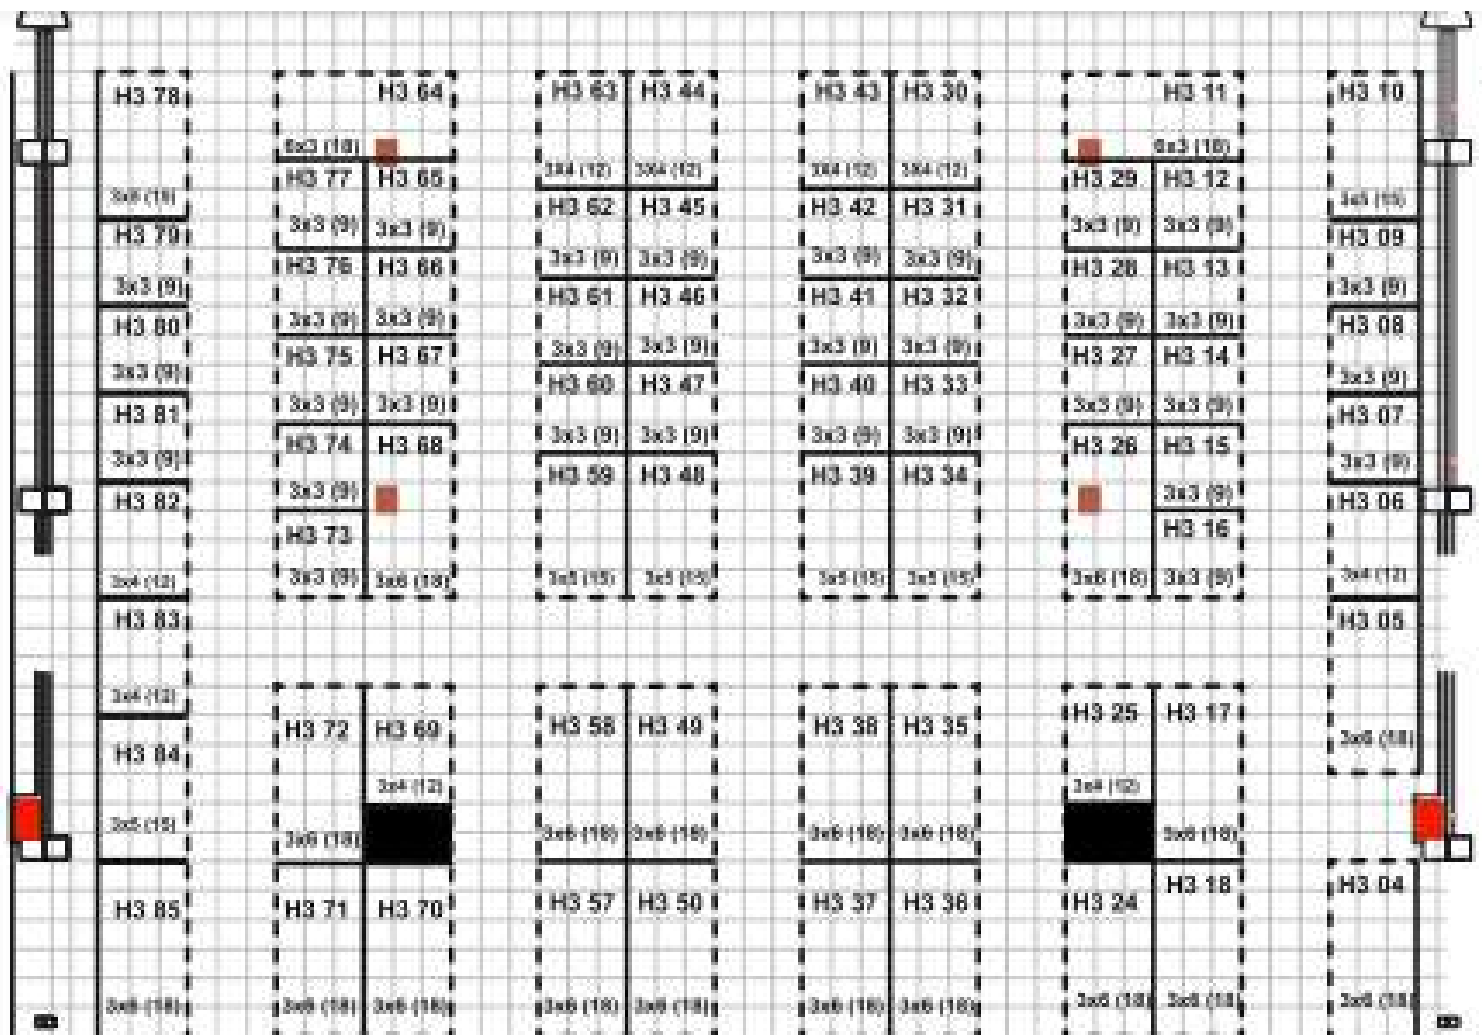 H3 78
3x5 (15)
H3 79
3x3 (9)
H3 80
3x3 (9)
H3 81
3x3 (9)
H3 82
3x4 (12)
H3 83
3x4 (12)
H3 84
3x5 (15)
H3 85
3x6 (18)
H3 64
6x3 (18)
H3 77 H3 65
3x3 (9) 3x3 (9)
H3 76 H3 66
3x3 (9) 3x3 (9)
H3 75 H3 67
3x3 (9) 3x3 (9)
H3 74 H3 68
3x3 (9)
H3 73
3x3 (9) 3x6 (18)
H3 72 H3 69
3x4 (12)
3x6 (18)
H3 71 H3 70
3x6 (18) 3x6 (18)
H3 63 H3 44
3X4 (12) 3X4 (12)
H3 62 H3 45
3x3 (9) 3x3 (9)
H3 61 H3 46
3x3 (9) 3x3 (9)
H3 60 H3 47
3x3 (9) 3x3 (9)
H3 59 H3 48
3x5 (15) 3x5 (15)
H3 58 H3 49
3x6 (18) 3x6 (18)
H3 57 H3 50
3x6 (18) 3x6 (18)
H3 43 H3 30
3X4 (12) 3X4 (12)
H3 42 H3 31
3x3 (9) 3x3 (9)
H3 41 H3 32
3x3 (9) 3x3 (9)
H3 40 H3 33
3x3 (9) 3x3 (9)
H3 39 H3 34
3x5 (15) 3x5 (15)
H3 38 H3 35
3x6 (18) 3x6 (18)
H3 37 H3 36
3x6 (18) 3x6 (18)
H3 11
6x3 (18)
H3 29 H3 12
3x3 (9) 3x3 (9)
H3 28 H3 13
3x3 (9) 3x3 (9)
H3 27 H3 14
3x3 (9) 3x3 (9)
H3 26 H3 15
3x3 (9)
H3 16
3x6 (18) 3x3 (9)
H3 25 H3 17
3x4 (12)
3x6 (18)
H3 18
H3 24
3x6 (18) 3x6 (18)
H3 10
3x5 (15)
H3 09
3x3 (9)
H3 08
3x3 (9)
H3 07
3x3 (9)
H3 06
3x4 (12)
H3 05
3x6 (18)
H3 04
3x6 (18)